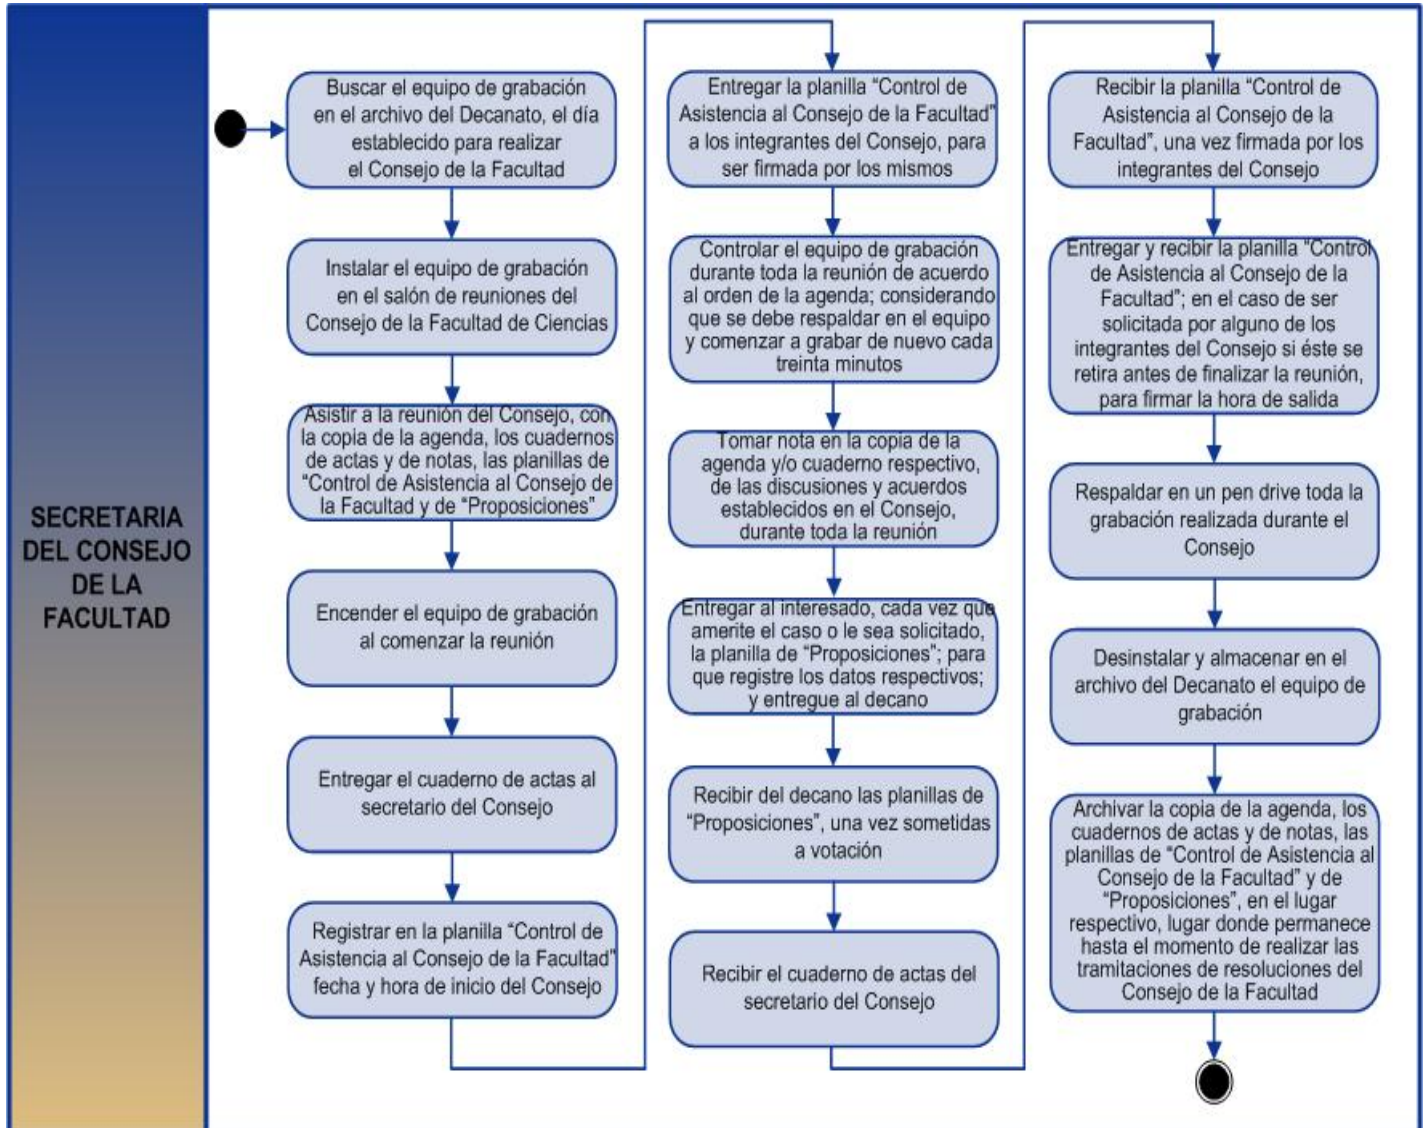 SECRETARIA
DEL CONSEJO
DE LA
FACULTAD
Buscar el equipo de grabación
en el archivo del Decanato, el día
establecido para realizar
el Consejo de la Facultad
Instalar el equipo de grabación
en el salón de reuniones del
Consejo de la Facultad de Ciencias
Asistir a la reunión del Consejo, con
la copia de la agenda, los cuadernos
de actas y de notas, las planillas de
“Control de Asistencia al Consejo de
la Facultad y de “Proposiciones”
Encender el equipo de grabación
al comenzar la reunión
Entregar el cuaderno de actas al
secretario del Consejo
Registrar en la planilla “Control de
Asistencia al Consejo de la Facultad”
fecha y hora de inicio del Consejo
Entregar la planilla “Control de
Asistencia al Consejo de la Facultad”
a los integrantes del Consejo, para
ser firmada por los mismos
Controlar el equipo de grabación
durante toda la reunión de acuerdo
al orden de la agenda; considerando
que se debe respaldar en el equipo
y comenzar a grabar de nuevo cada
treinta minutos
Tomar nota en la copia de la
agenda y/o cuaderno respectivo,
de las discusiones y acuerdos
establecidos en el Consejo,
durante toda la reunión
Entregar al interesado, cada vez que
amerite el caso o le sea solicitado,
la planilla de “Proposiciones”; para
que registre los datos respectivos;
y entregue al decano
Recibir del decano las planillas de
“Proposiciones”, una vez sometidas
a votación
Recibir el cuaderno de actas del
secretario del Consejo
Recibir la planilla “Control de
Asistencia al Consejo de la
Facultad”, una vez firmada por los
integrantes del Consejo
Entregar y recibir la planilla “Control
de Asistencia al Consejo de la
Facultad”; en el caso de ser
solicitada por alguno de los
integrantes del Consejo si éste se
retira antes de finalizar la reunión,
para firmar la hora de salida
Respaldar en un pen drive toda la
grabación realizada durante el
Consejo
Desinstalar y almacenar en el
archivo del Decanato el equipo de
grabación
Archivar la copia de la agenda, los
cuadernos de actas y de notas, las
planillas de “Control de Asistencia al
Consejo de la Facultad” y de
“Proposiciones”, en el lugar
respectivo, lugar donde permanece
hasta el momento de realizar las
tramitaciones de resoluciones del
Consejo de la Facultad